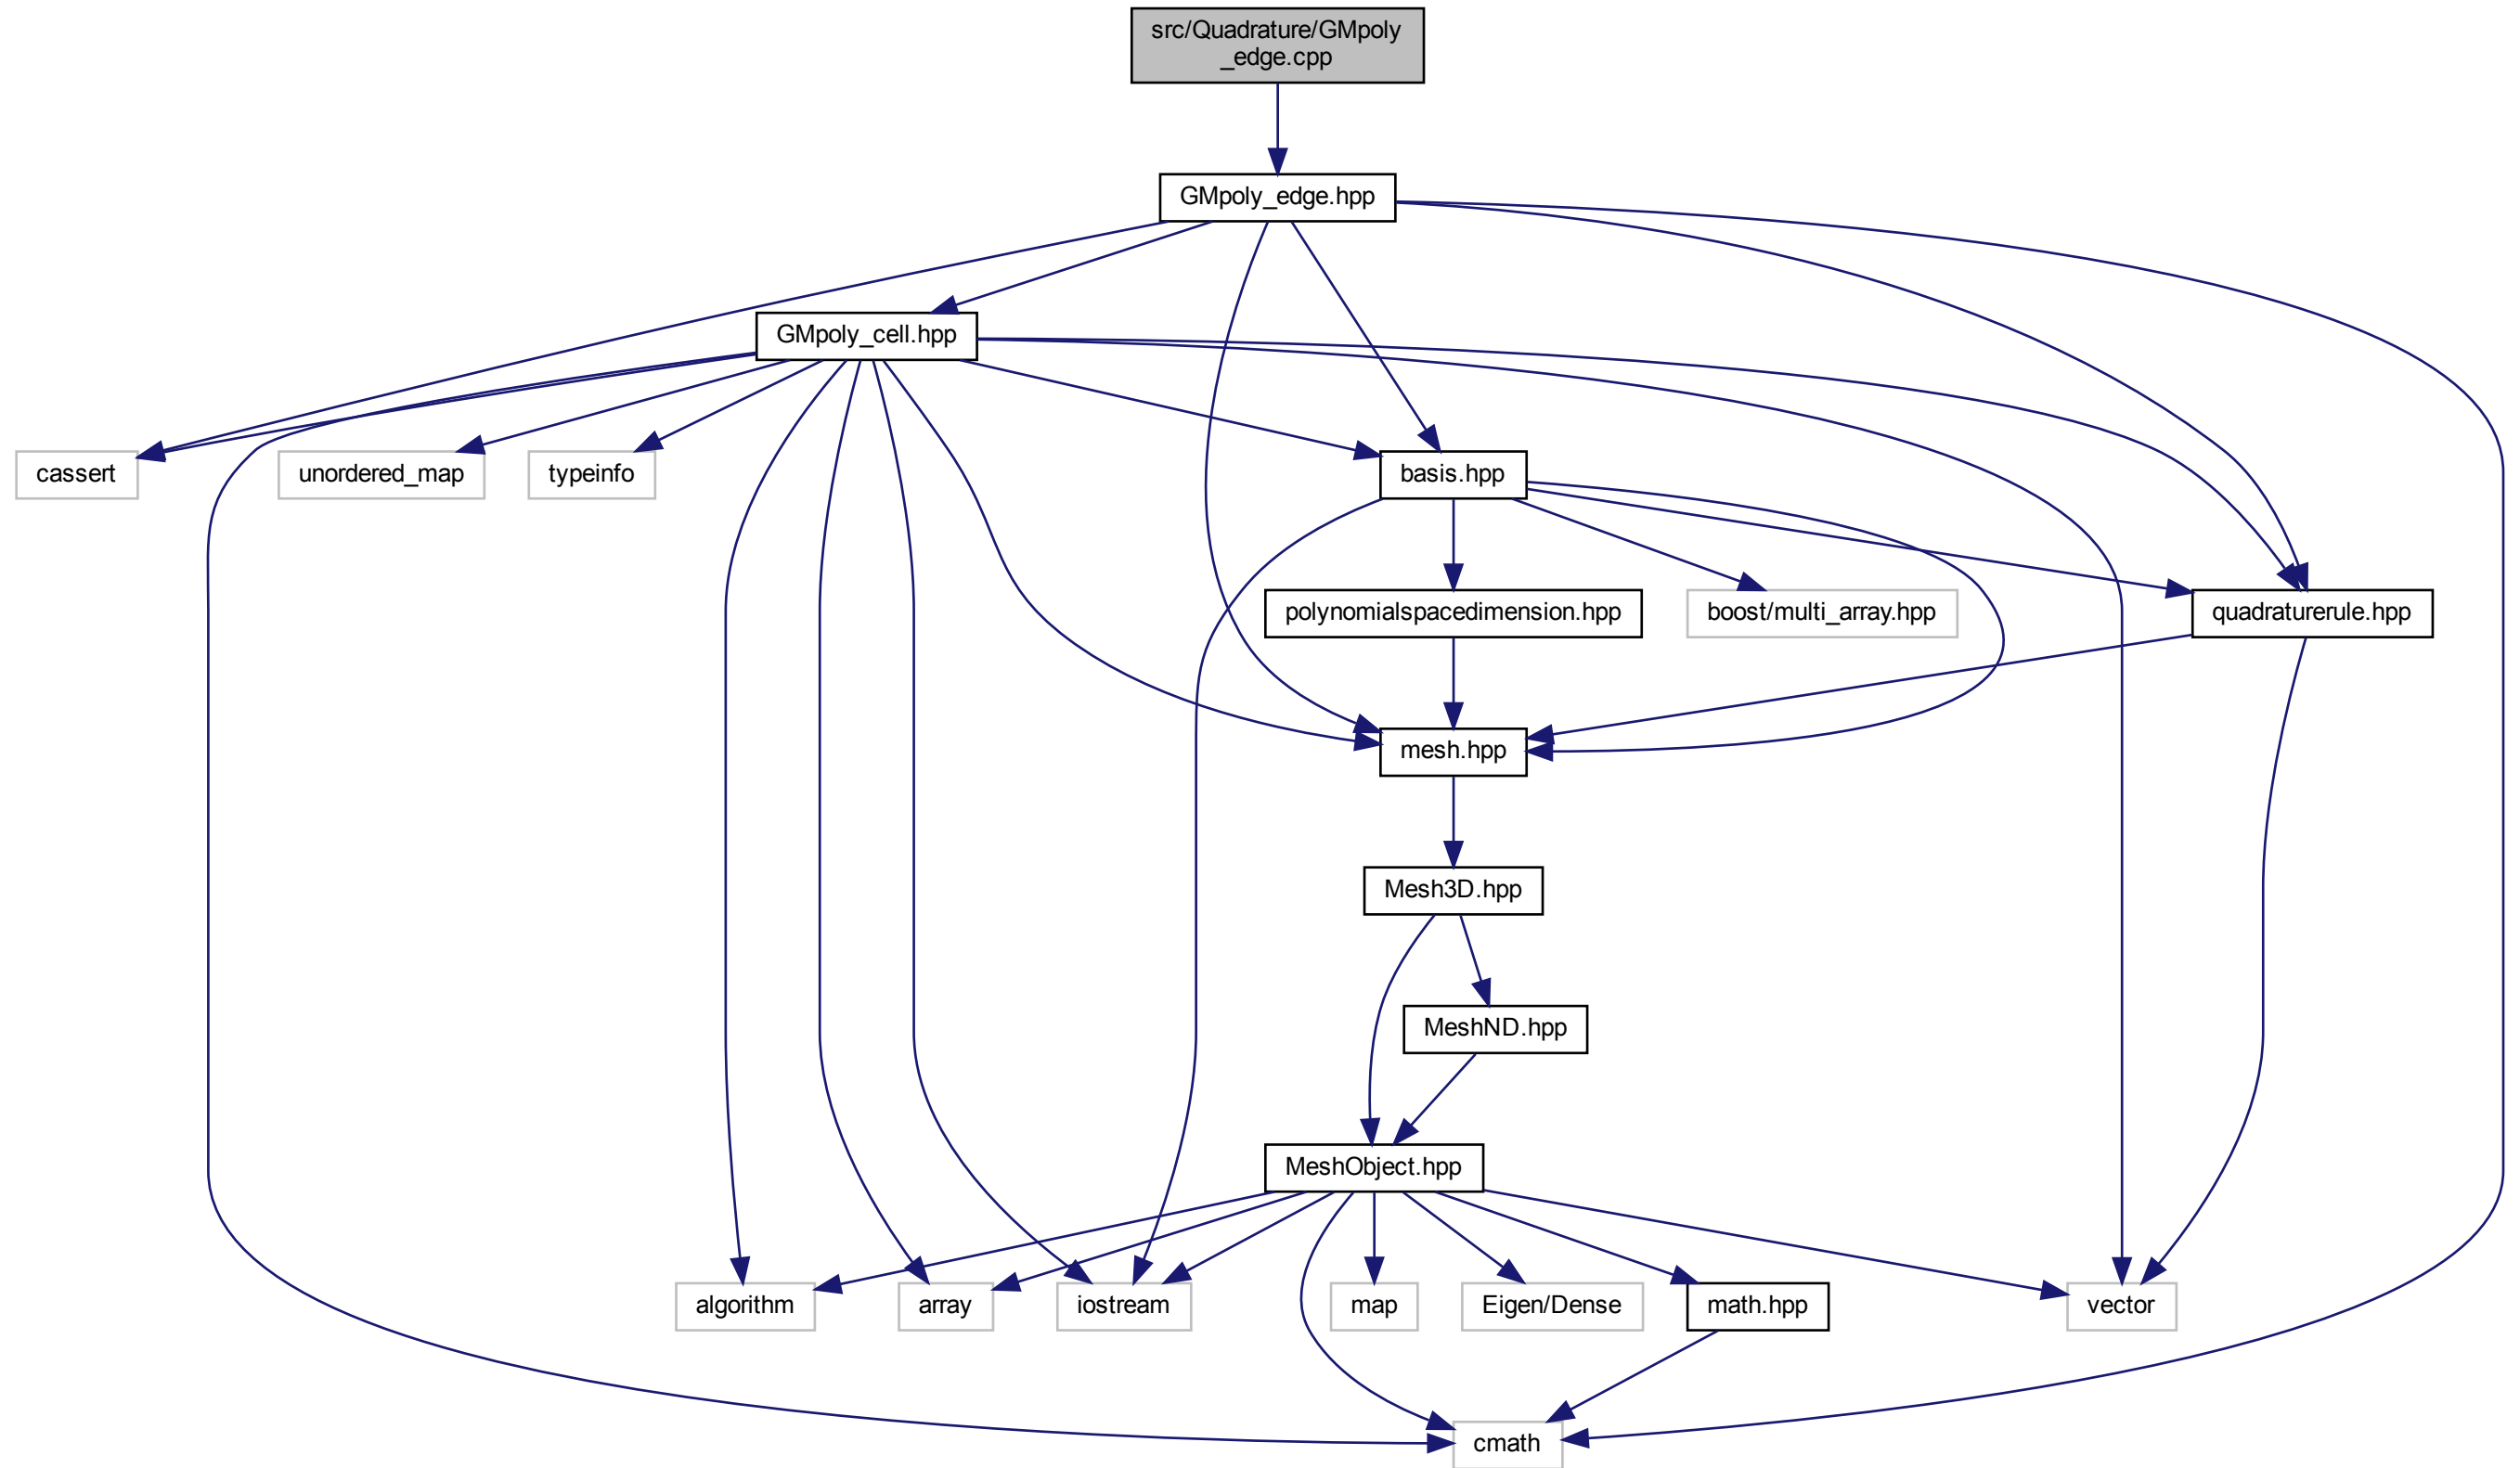 src/Quadrature/GMpoly
_edge.cpp
GMpoly_edge.hpp
GMpoly_cell.hpp
cassert
unordered_map
typeinfo
basis.hpp
polynomialspacedimension.hpp
boost/multi_array.hpp
quadraturerule.hpp
mesh.hpp
Mesh3D.hpp
MeshND.hpp
MeshObject.hpp
algorithm
array
iostream
map
Eigen/Dense
math.hpp
vector
cmath